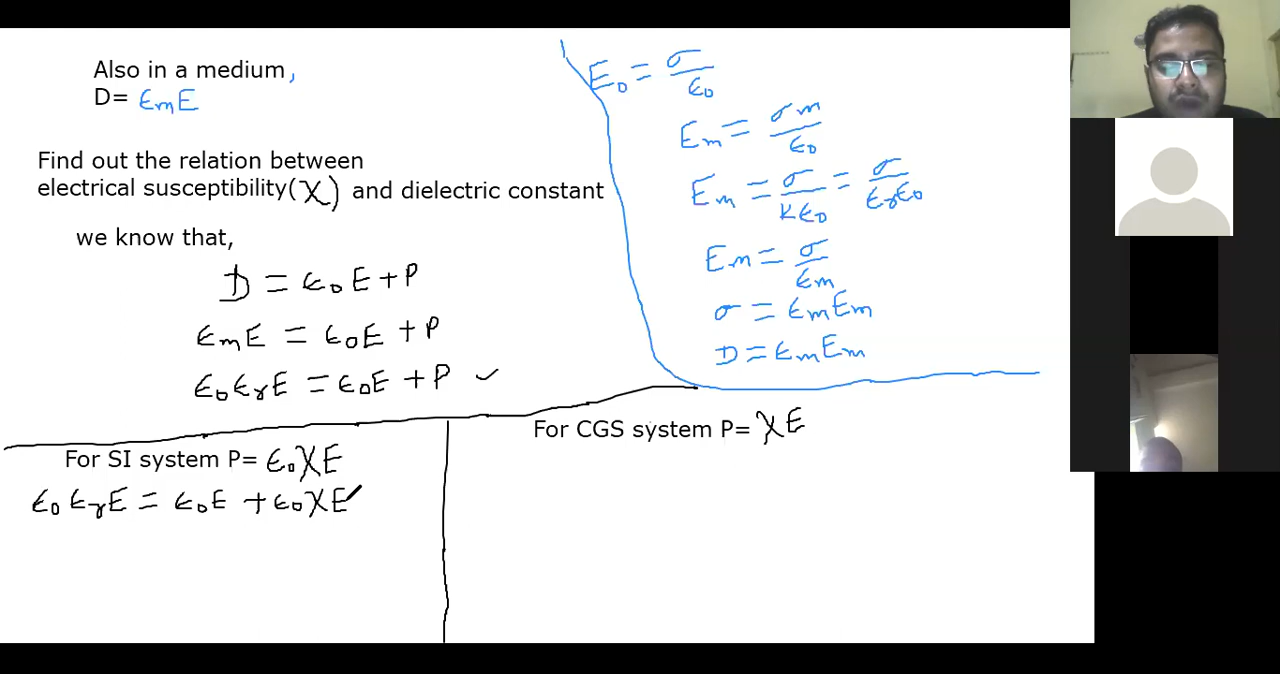 Also in a medium,
D= ϵmE
Find out the relation between
electrical susceptibility(χ) and dielectric constant
we know that,
D = ϵ₀E + P
ϵmE = ϵ₀E + P
ϵ₀ϵrE = ϵ₀E + P ✓
E₀ = σ/ϵ₀
Em = σm/ϵ₀
Em = σ/Kϵ₀ = σ/ϵrϵ₀
Em = σ/ϵm
σ = ϵmEm
D = ϵmEm
For SI system P= ϵ₀χE
ϵ₀ϵrE = ϵ₀E + ϵ₀χE
For CGS system P= χE